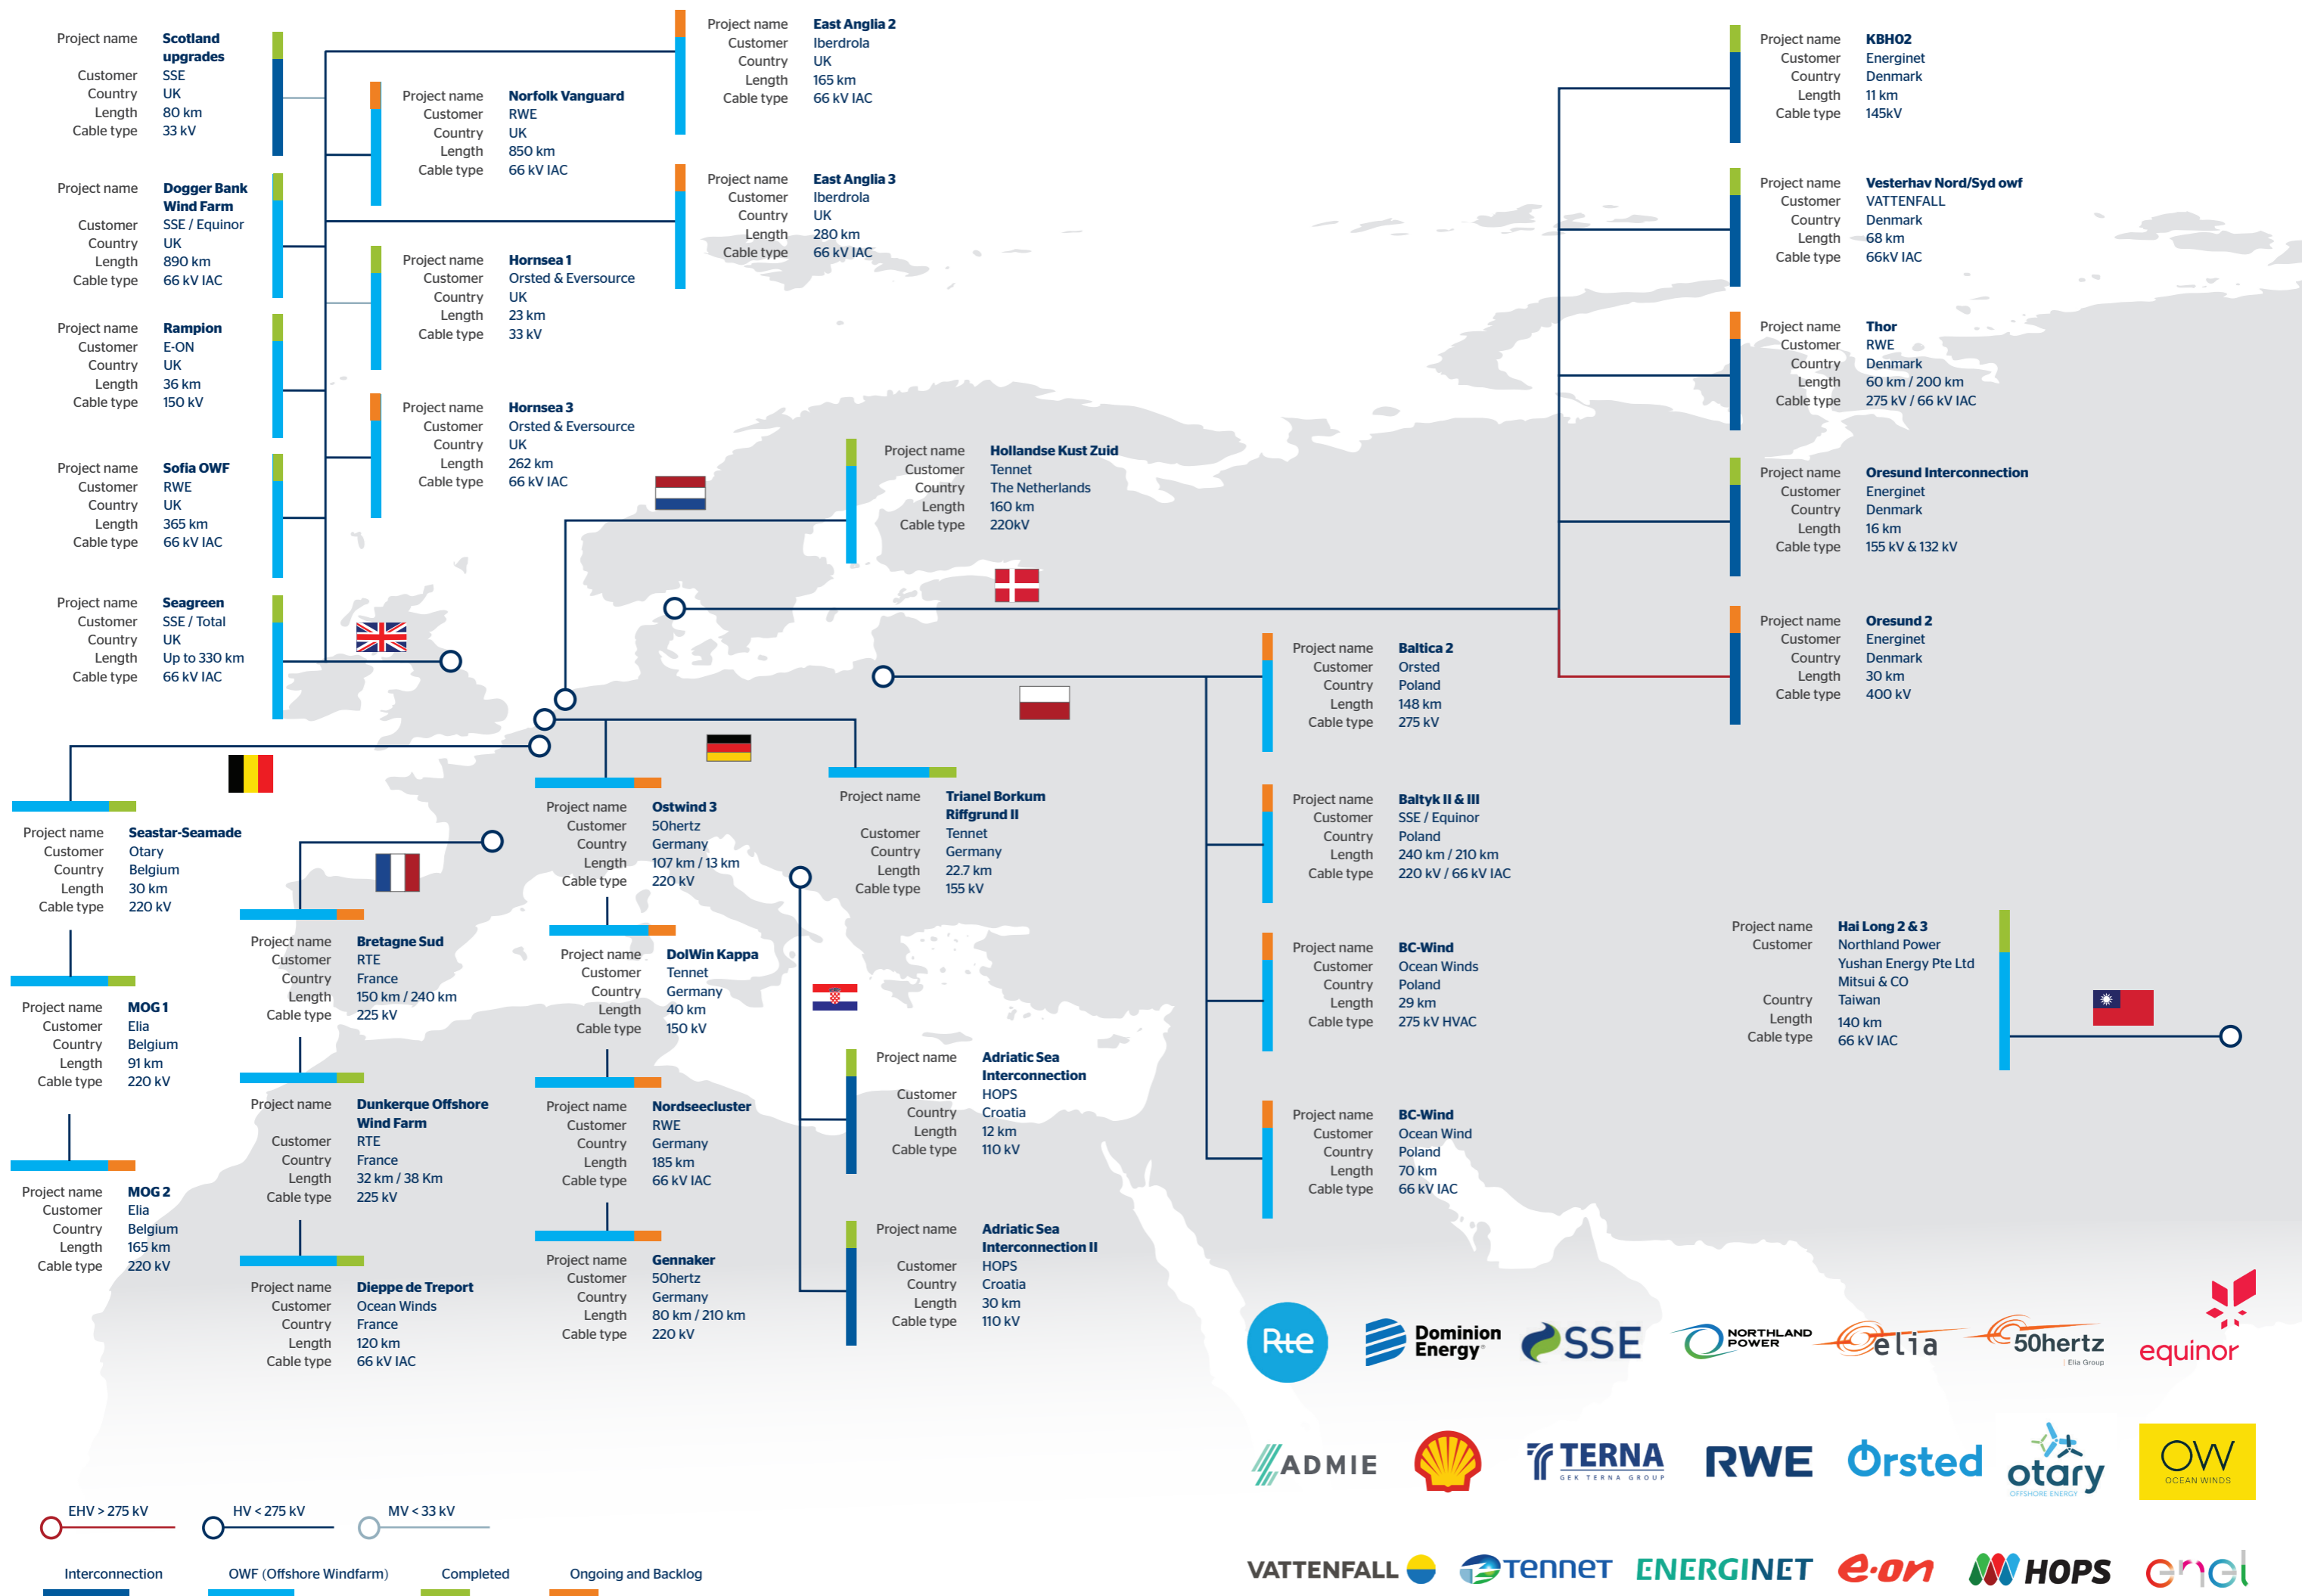 Project name Scotland
upgrades
Customer SSE
Country UK
Length 80 km
Cable type 33 kV
Project name Dogger Bank
Wind Farm
Customer SSE / Equinor
Country UK
Length 890 km
Cable type 66 kV IAC
Project name Rampion
Customer E-ON
Country UK
Length 36 km
Cable type 150 kV
Project name Sofia OWF
Customer RWE
Country UK
Length 365 km
Cable type 66 kV IAC
Project name Seagreen
Customer SSE / Total
Country UK
Length Up to 330 km
Cable type 66 kV IAC
Project name Norfolk Vanguard
Customer RWE
Country UK
Length 850 km
Cable type 66 kV IAC
Project name Hornsea 1
Customer Orsted & Eversource
Country UK
Length 23 km
Cable type 33 kV
Project name Hornsea 3
Customer Orsted & Eversource
Country UK
Length 262 km
Cable type 66 kV IAC
Project name East Anglia 2
Customer Iberdrola
Country UK
Length 165 km
Cable type 66 kV IAC
Project name East Anglia 3
Customer Iberdrola
Country UK
Length 280 km
Cable type 66 kV IAC
Project name Hollandse Kust Zuid
Customer Tennet
Country The Netherlands
Length 160 km
Cable type 220kV
Project name KBH02
Customer Energinet
Country Denmark
Length 11 km
Cable type 145kV
Project name Vesterhav Nord/Syd owf
Customer VATTENFALL
Country Denmark
Length 68 km
Cable type 66kV IAC
Project name Thor
Customer RWE
Country Denmark
Length 60 km / 200 km
Cable type 275 kV / 66 kV IAC
Project name Oresund Interconnection
Customer Energinet
Country Denmark
Length 16 km
Cable type 155 kV & 132 kV
Project name Oresund 2
Customer Energinet
Country Denmark
Length 30 km
Cable type 400 kV
Project name Baltica 2
Customer Orsted
Country Poland
Length 148 km
Cable type 275 kV
Project name Baltyk II & III
Customer SSE / Equinor
Country Poland
Length 240 km / 210 km
Cable type 220 kV / 66 kV IAC
Project name BC-Wind
Customer Ocean Winds
Country Poland
Length 29 km
Cable type 275 kV HVAC
Project name BC-Wind
Customer Ocean Wind
Country Poland
Length 70 km
Cable type 66 kV IAC
Project name Seastar-Seamade
Customer Otary
Country Belgium
Length 30 km
Cable type 220 kV
Project name MOG 1
Customer Elia
Country Belgium
Length 91 km
Cable type 220 kV
Project name MOG 2
Customer Elia
Country Belgium
Length 165 km
Cable type 220 kV
Project name Bretagne Sud
Customer RTE
Country France
Length 150 km / 240 km
Cable type 225 kV
Project name Dunkerque Offshore
Wind Farm
Customer RTE
Country France
Length 32 km / 38 Km
Cable type 225 kV
Project name Dieppe de Treport
Customer Ocean Winds
Country France
Length 120 km
Cable type 66 kV IAC
Project name Ostwind 3
Customer 50hertz
Country Germany
Length 107 km / 13 km
Cable type 220 kV
Project name DolWin Kappa
Customer Tennet
Country Germany
Length 40 km
Cable type 150 kV
Project name Nordseecluster
Customer RWE
Country Germany
Length 185 km
Cable type 66 kV IAC
Project name Gennaker
Customer 50hertz
Country Germany
Length 80 km / 210 km
Cable type 220 kV
Project name Trianel Borkum
Riffgrund II
Customer Tennet
Country Germany
Length 22.7 km
Cable type 155 kV
Project name Adriatic Sea
Interconnection
Customer HOPS
Country Croatia
Length 12 km
Cable type 110 kV
Project name Adriatic Sea
Interconnection II
Customer HOPS
Country Croatia
Length 30 km
Cable type 110 kV
Project name Hai Long 2 & 3
Customer Northland Power
Yushan Energy Pte Ltd
Mitsui & CO
Country Taiwan
Length 140 km
Cable type 66 kV IAC
Rte
Dominion
Energy
SSE
NORTHLAND
POWER
elia
50hertz
Elia Group
equinor
ADMIE
TERNA
GEK TERNA GROUP
RWE
Ørsted
otary
OFFSHORE ENERGY
OW
OCEAN WINDS
VATTENFALL
TENNET
ENERGINET
e·on
HOPS
enel
EHV > 275 kV
HV < 275 kV
MV < 33 kV
Interconnection
OWF (Offshore Windfarm)
Completed
Ongoing and Backlog